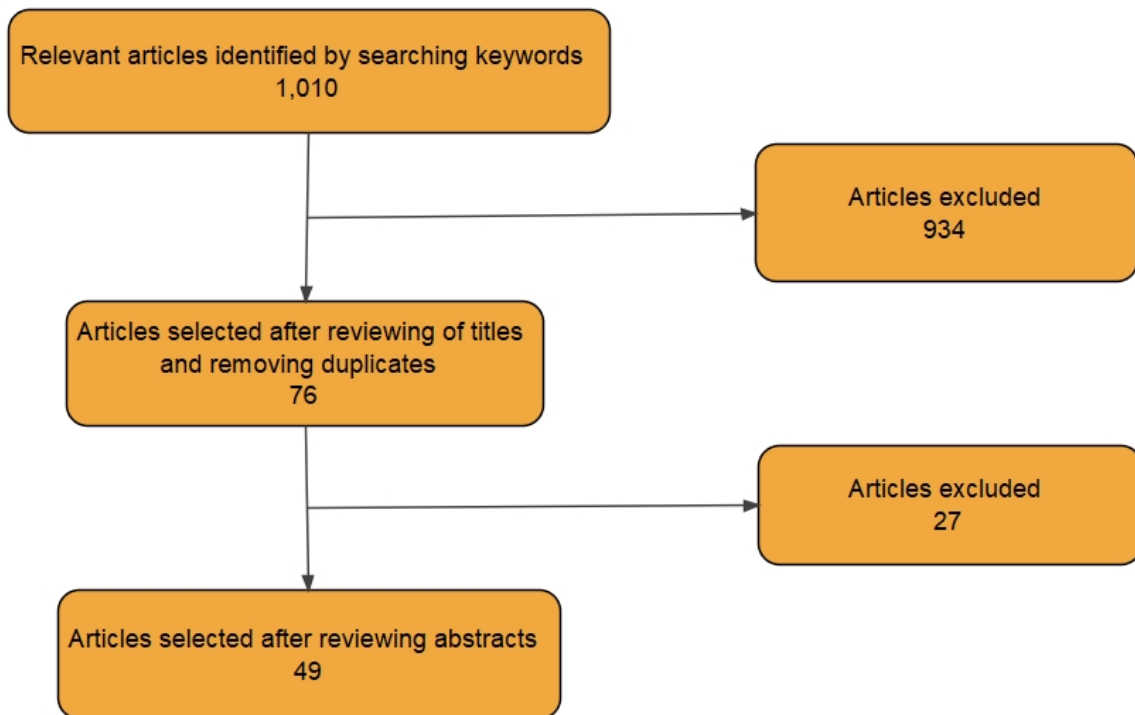 Relevant articles identified by searching keywords
1,010
Articles excluded
934
Articles selected after reviewing of titles
and removing duplicates
76
Articles excluded
27
Articles selected after reviewing abstracts
49